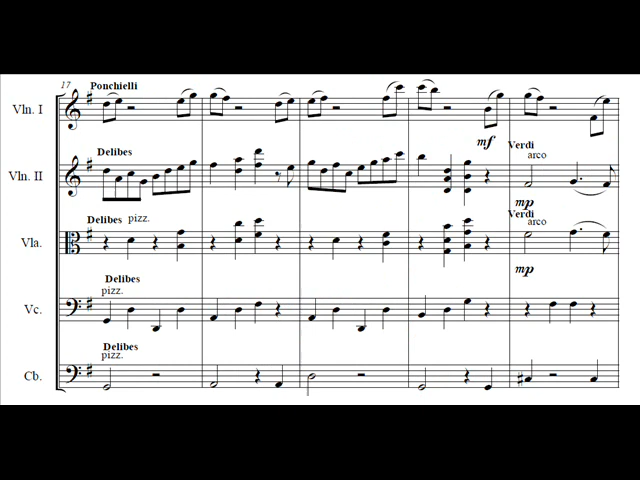 17
Ponchielli
Vln. I
mf
Delibes
Verdi
arco
Vln. II
mp
Delibes pizz.
Verdi
arco
Vla.
mp
Delibes
pizz.
Vc.
Delibes
pizz.
Cb.